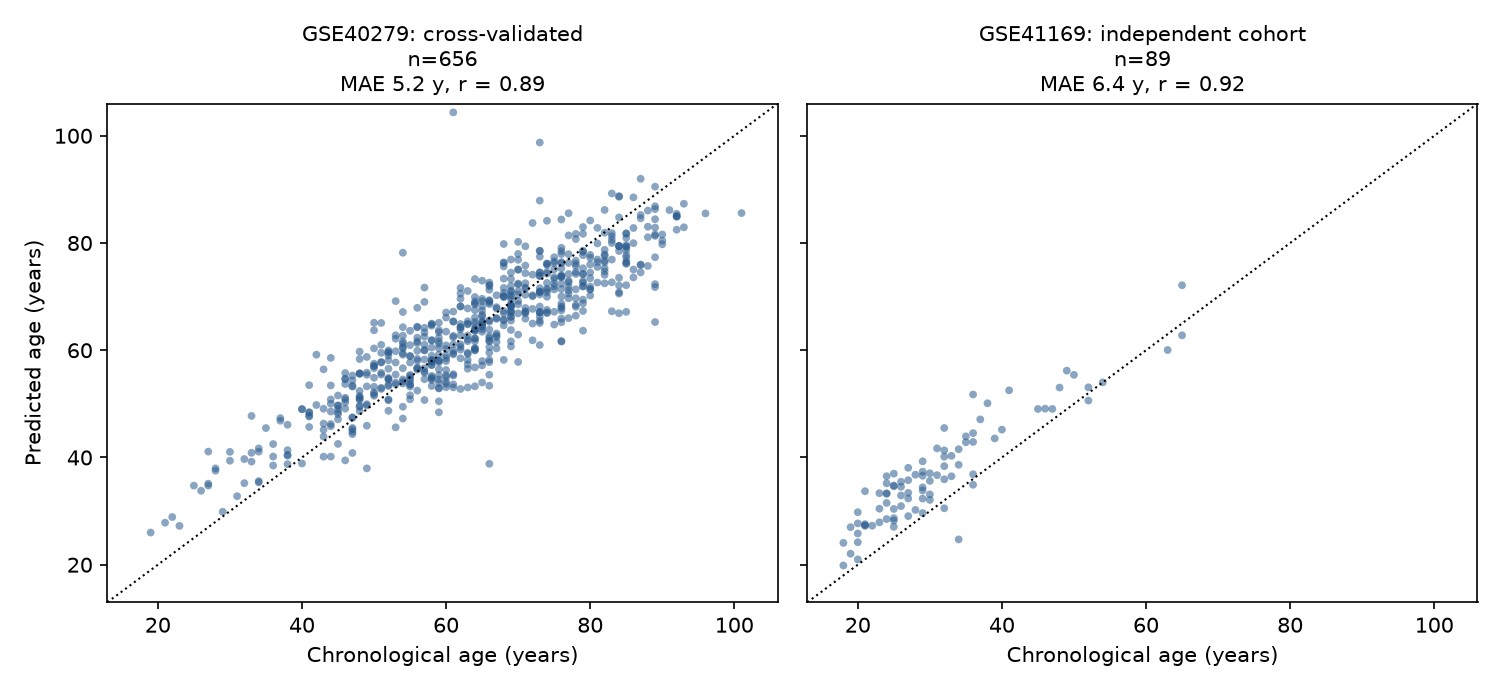 GSE40279: cross-validated
n=656
MAE 5.2 y, r = 0.89
GSE41169: independent cohort
n=89
MAE 6.4 y, r = 0.92
Predicted age (years)
100
80
60
40
20
20 40 60 80 100
Chronological age (years)
20 40 60 80 100
Chronological age (years)